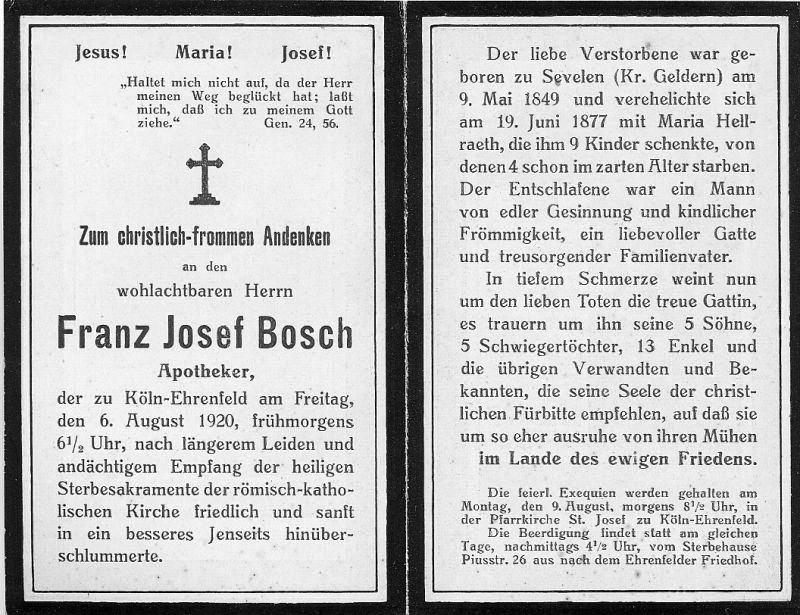 Jesus! Maria! Josef!
„Haltet mich nicht auf, da der Herr
meinen Weg beglückt hat; laßt
mich, daß ich zu meinem Gott
ziehe.“ Gen. 24, 56.
Zum christlich-frommen Andenken
an den
wohlachtbaren Herrn
Franz Josef Bosch
Apotheker,
der zu Köln-Ehrenfeld am Freitag,
den 6. August 1920, frühmorgens
6½ Uhr, nach längerem Leiden und
andächtigem Empfang der heiligen
Sterbesakramente der römisch-katho-
lischen Kirche friedlich und sanft
in ein besseres Jenseits hinüber-
schlummerte.
Der liebe Verstorbene war ge-
boren zu Sevelen (Kr. Geldern) am
9. Mai 1849 und verehelichte sich
am 19. Juni 1877 mit Maria Hell-
raeth, die ihm 9 Kinder schenkte, von
denen 4 schon im zarten Alter starben.
Der Entschlafene war ein Mann
von edler Gesinnung und kindlicher
Frömmigkeit, ein liebevoller Gatte
und treusorgender Familienvater.
In tiefem Schmerze weint nun
um den lieben Toten die treue Gattin,
es trauern um ihn seine 5 Söhne,
5 Schwiegertöchter, 13 Enkel und
die übrigen Verwandten und Be-
kannten, die seine Seele der christ-
lichen Fürbitte empfehlen, auf daß sie
um so eher ausruhe von ihren Mühen
im Lande des ewigen Friedens.
Die feierl. Exequien werden gehalten am
Montag, den 9. August, morgens 8½ Uhr, in
der Pfarrkirche St. Josef zu Köln-Ehrenfeld.
Die Beerdigung findet statt am gleichen
Tage, nachmittags 4½ Uhr, vom Sterbehause
Piusstr. 26 aus nach dem Ehrenfelder Friedhof.